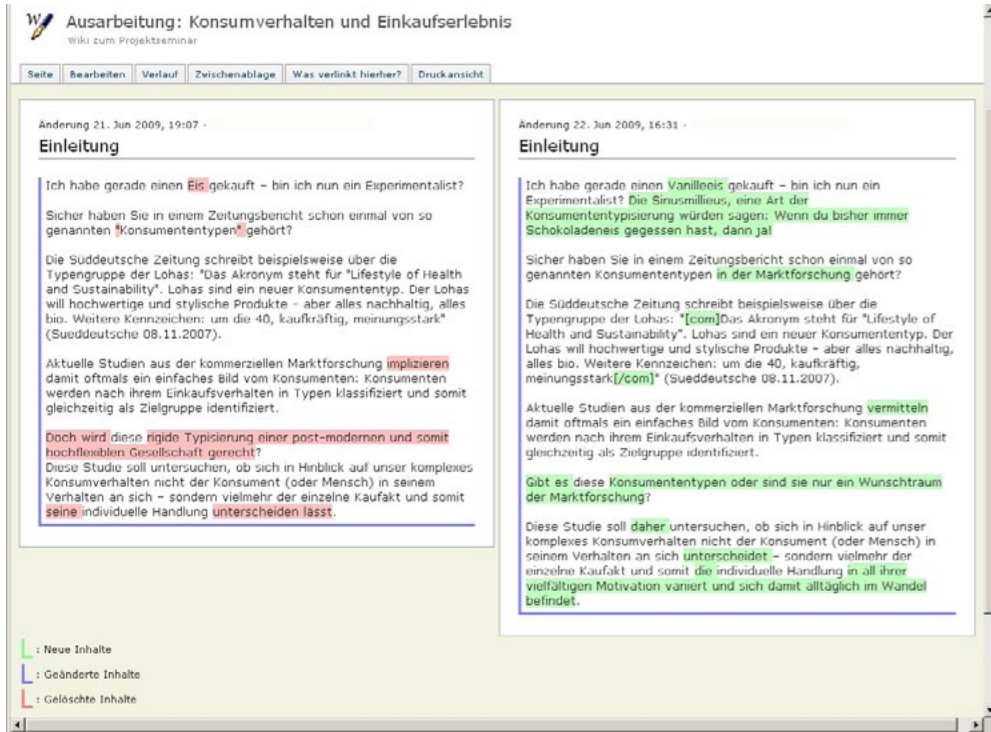 Ausarbeitung: Konsumverhalten und Einkaufserlebnis
Wiki zum Projektseminar
Seite Bearbeiten Verlauf Zwischenablage Was verlinkt hierher? Druckansicht
Änderung 21. Jun 2009, 19:07 -
Einleitung
Ich habe gerade einen Eis gekauft – bin ich nun ein Experimentalist?
Sicher haben Sie in einem Zeitungsbericht schon einmal von so
genannten "Konsumententypen" gehört?
Die Süddeutsche Zeitung schreibt beispielsweise über die
Typengruppe der Lohas: "Das Akronym steht für "Lifestyle of Health
and Sustainability". Lohas sind ein neuer Konsumententyp. Der Lohas
will hochwertige und stylische Produkte – aber alles nachhaltig, alles
bio. Weitere Kennzeichen: um die 40, kaufkräftig, meinungsstark"
(Sueddeutsche 08.11.2007).
Aktuelle Studien aus der kommerziellen Marktforschung implizieren
damit oftmals ein einfaches Bild vom Konsumenten: Konsumenten
werden nach ihrem Einkaufsverhalten in Typen klassifiziert und somit
gleichzeitig als Zielgruppe identifiziert.
Doch wird diese rigide Typisierung einer post-modernen und somit
hochflexiblen Gesellschaft gerecht?
Diese Studie soll untersuchen, ob sich in Hinblick auf unser komplexes
Konsumverhalten nicht der Konsument (oder Mensch) in seinem
Verhalten an sich – sondern vielmehr der einzelne Kaufakt und somit
seine individuelle Handlung unterscheiden lässt.
Änderung 22. Jun 2009, 16:31 -
Einleitung
Ich habe gerade einen Vanilleeis gekauft – bin ich nun ein
Experimentalist? Die Sinusmillieus, eine Art der
Konsumententypisierung würden sagen: Wenn du bisher immer
Schokoladeneis gegessen hast, dann ja!
Sicher haben Sie in einem Zeitungsbericht schon einmal von so
genannten Konsumententypen in der Marktforschung gehört?
Die Süddeutsche Zeitung schreibt beispielsweise über die
Typengruppe der Lohas: "[com]Das Akronym steht für "Lifestyle of
Health and Sustainability". Lohas sind ein neuer Konsumententyp. Der
Lohas will hochwertige und stylische Produkte – aber alles nachhaltig,
alles bio. Weitere Kennzeichen: um die 40, kaufkräftig,
meinungsstark[/com]" (Sueddeutsche 08.11.2007).
Aktuelle Studien aus der kommerziellen Marktforschung vermitteln
damit oftmals ein einfaches Bild vom Konsumenten: Konsumenten
werden nach ihrem Einkaufsverhalten in Typen klassifiziert und somit
gleichzeitig als Zielgruppe identifiziert.
Gibt es diese Konsumententypen oder sind sie nur ein Wunschtraum
der Marktforschung?
Diese Studie soll daher untersuchen, ob sich in Hinblick auf unser
komplexes Konsumverhalten nicht der Konsument (oder Mensch) in
seinem Verhalten an sich unterscheidet – sondern vielmehr der
einzelne Kaufakt und somit die individuelle Handlung in all ihrer
vielfältigen Motivation variiert und sich damit alltäglich im Wandel
befindet.
: Neue Inhalte
: Geänderte Inhalte
: Gelöschte Inhalte